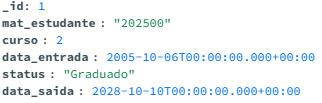 _id: 1
mat_estudante : "202500"
curso : 2
data_entrada : 2005-10-06T00:00:00.000+00:00
status : "Graduado"
data_saida : 2028-10-10T00:00:00.000+00:00